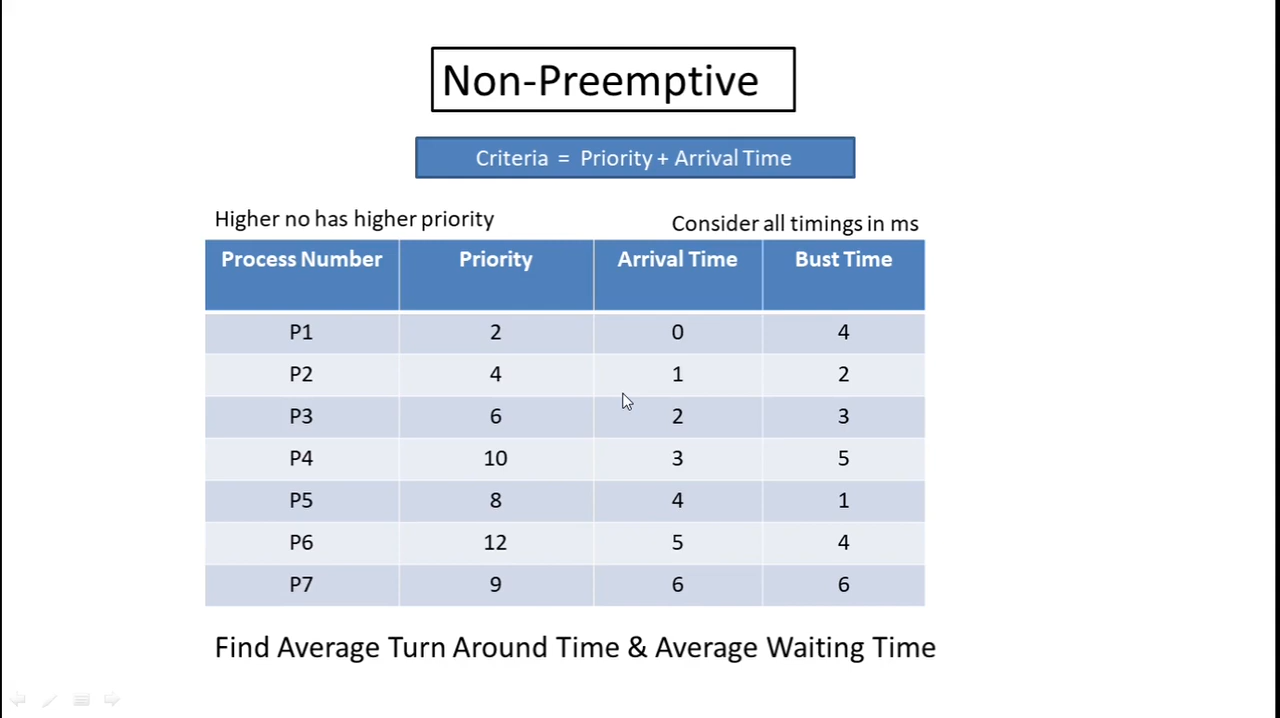 Non-Preemptive
Criteria = Priority + Arrival Time
Higher no has higher priority
Consider all timings in ms
Process Number Priority Arrival Time Bust Time
P1 2 0 4
P2 4 1 2
P3 6 2 3
P4 10 3 5
P5 8 4 1
P6 12 5 4
P7 9 6 6
Find Average Turn Around Time & Average Waiting Time